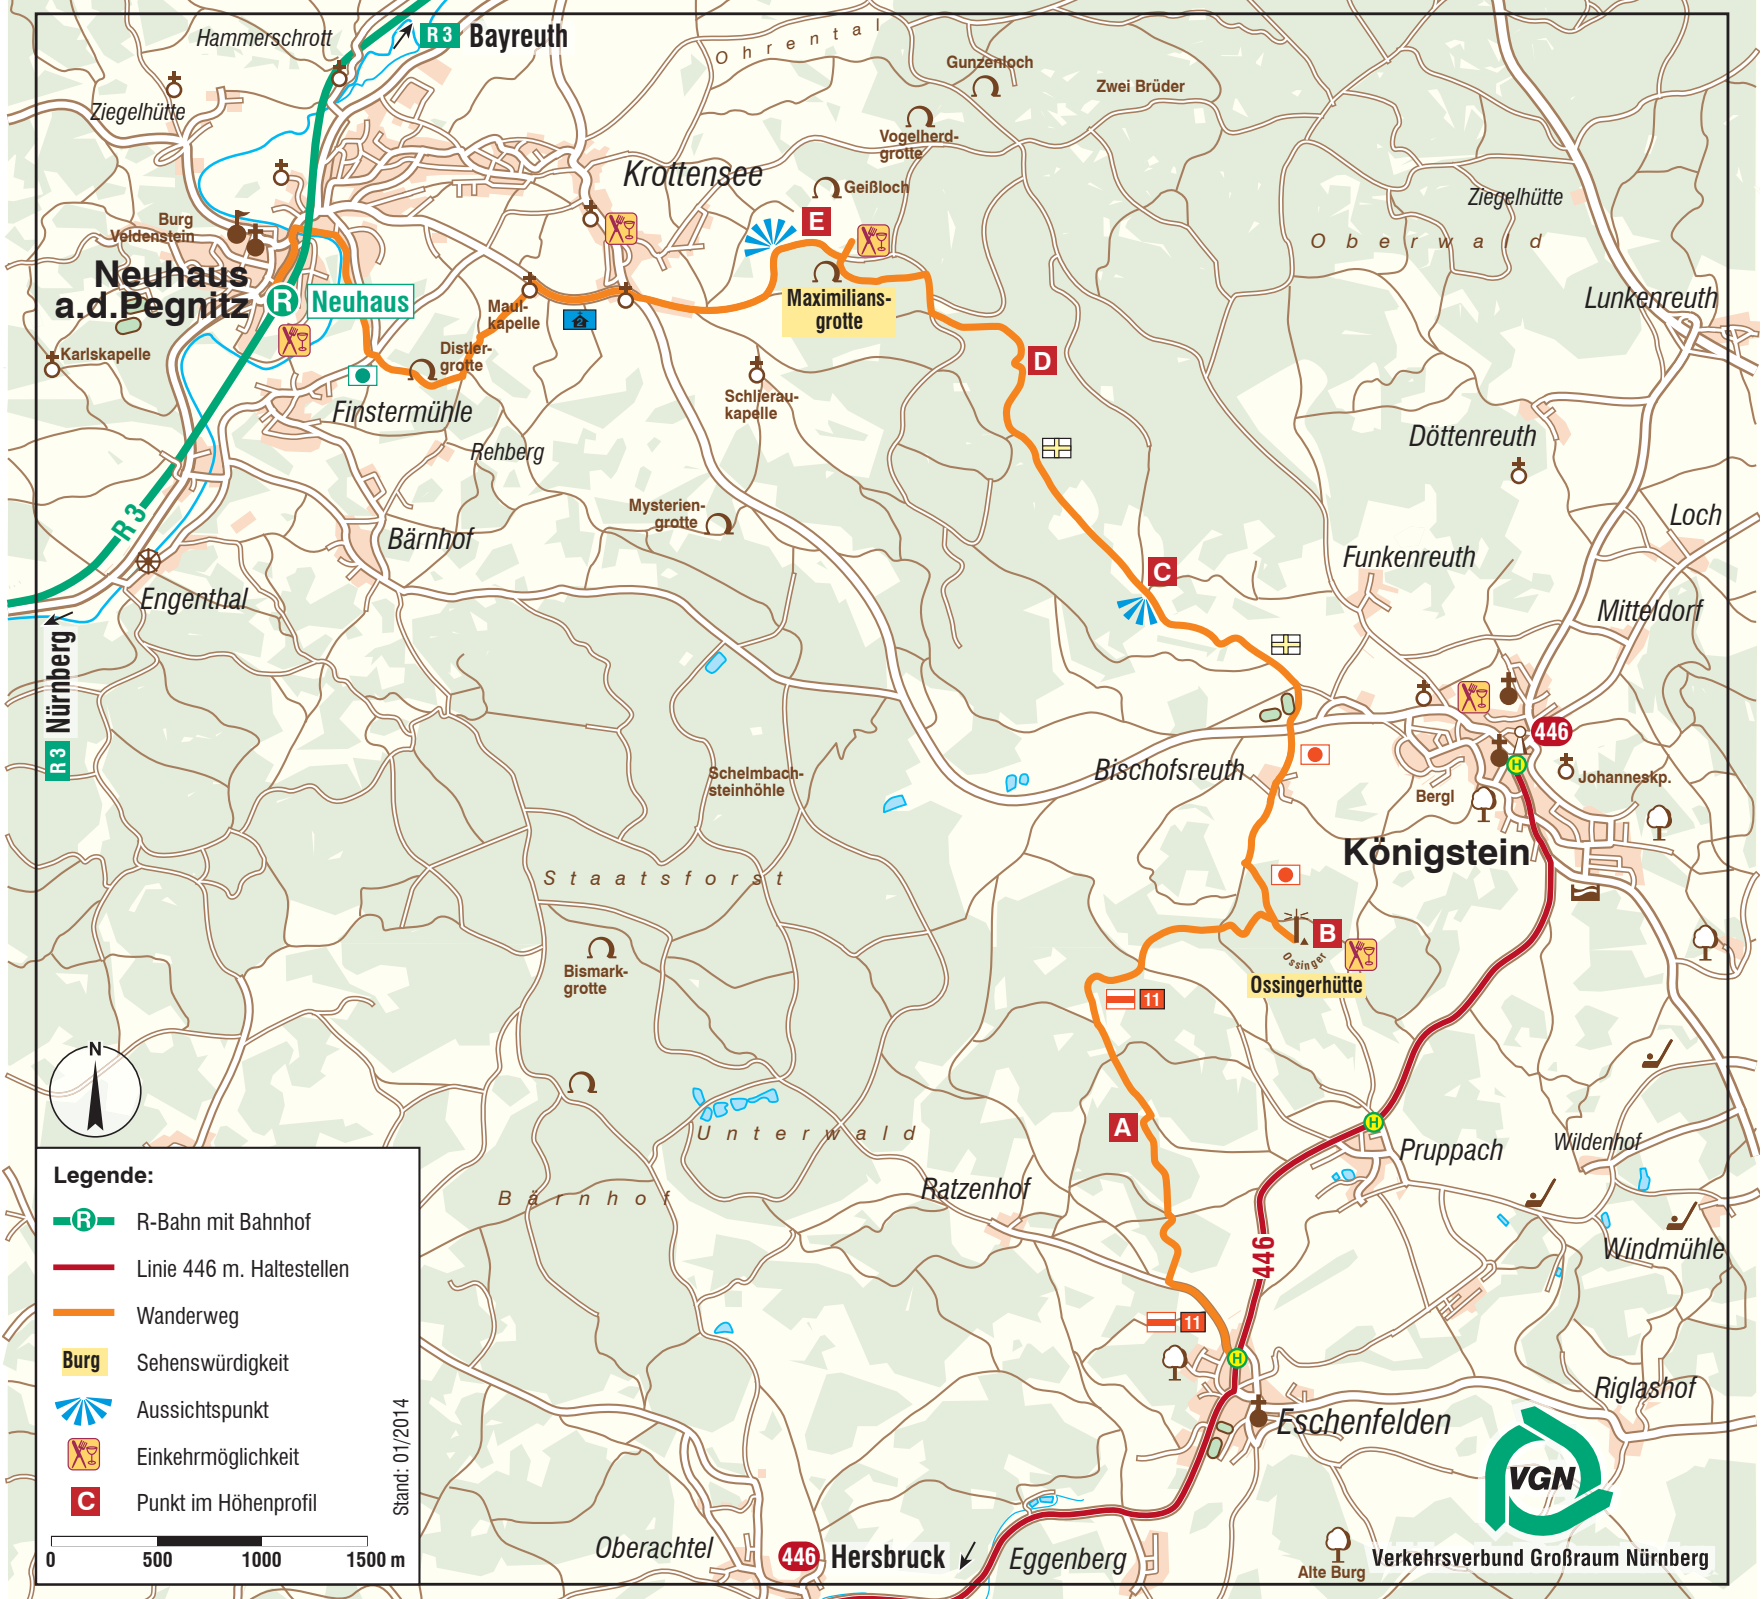 Hammerschrott
R 3 Bayreuth
Ohrental
Gunzenloch
Zwei Brüder
Ziegelhütte
Vogelherd-
grotte
Krottensee
Geißloch
Ziegelhütte
E
Burg
Veldenstein
Oberwald
Neuhaus
a.d.Pegnitz
R Neuhaus
Maul-
kapelle
2
Maximilians-
grotte
Lunkenreuth
Karlskapelle
Distler-
grotte
D
Schlierau-
kapelle
Finstermühle
Döttenreuth
Rehberg
R 3
Mysterien-
grotte
Loch
Bärnhof
Funkenreuth
C
Engenthal
Mitteldorf
R 3 Nürnberg
446
H
Bischofsreuth
Schelmbach-
steinhöhle
Johanneskp.
Bergl
Königstein
Staatsforst
B
Ossinger
Ossingerhütte
Bismark-
grotte
11
N
A
H
Unterwald
Pruppach
Wildenhof
Ratzenhof
Bärnhof
446
Windmühle
11
H
Riglashof
Eschenfelden
VGN
Verkehrsverbund Großraum Nürnberg
Alte Burg
Oberachtel
446 Hersbruck
Eggenberg
Legende:
R R-Bahn mit Bahnhof
Linie 446 m. Haltestellen
Wanderweg
Burg Sehenswürdigkeit
Aussichtspunkt
Einkehrmöglichkeit
C Punkt im Höhenprofil
Stand: 01/2014
0 500 1000 1500 m